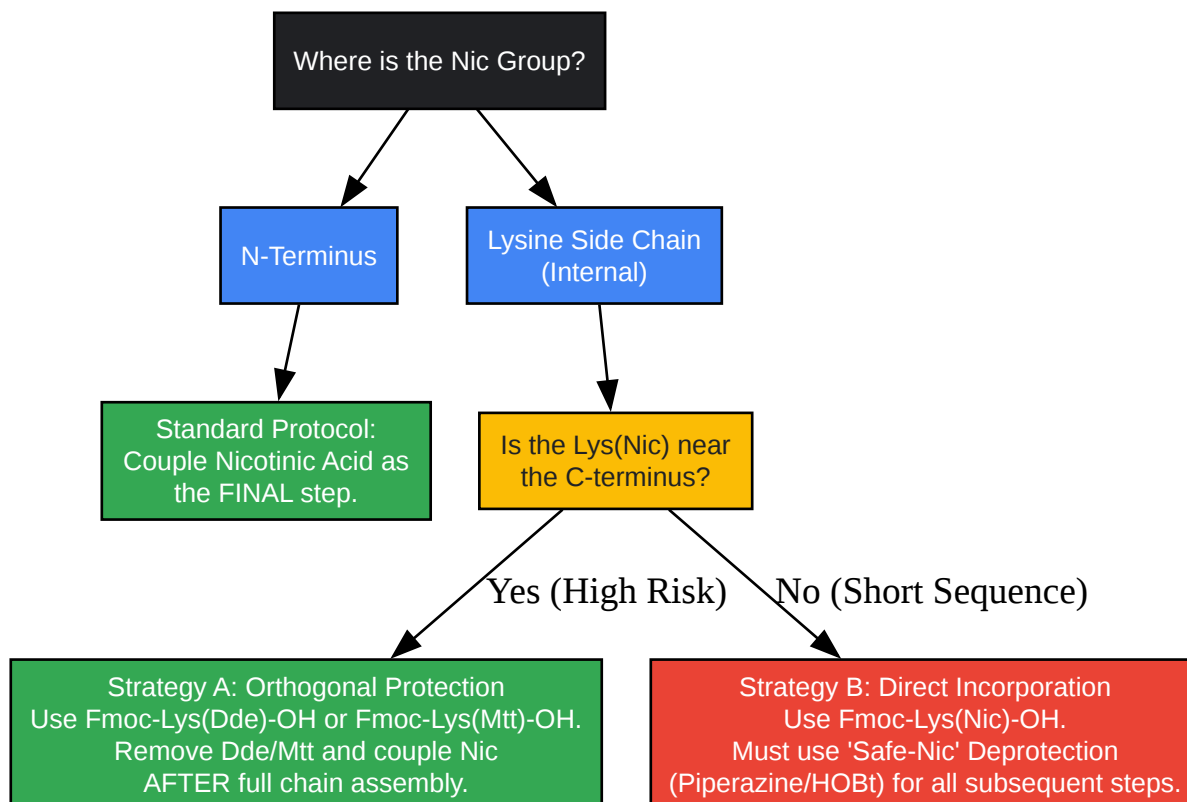 Where is the Nic Group?
N-Terminus
Lysine Side Chain
(Internal)
Standard Protocol:
Couple Nicotinic Acid as
the FINAL step.
Is the Lys(Nic) near
the C-terminus?
Yes (High Risk)
No (Short Sequence)
Strategy A: Orthogonal Protection
Use Fmoc-Lys(Dde)-OH or Fmoc-Lys(Mtt)-OH.
Remove Dde/Mtt and couple Nic
AFTER full chain assembly.
Strategy B: Direct Incorporation
Use Fmoc-Lys(Nic)-OH.
Must use 'Safe-Nic' Deprotection
(Piperazine/HOBt) for all subsequent steps.